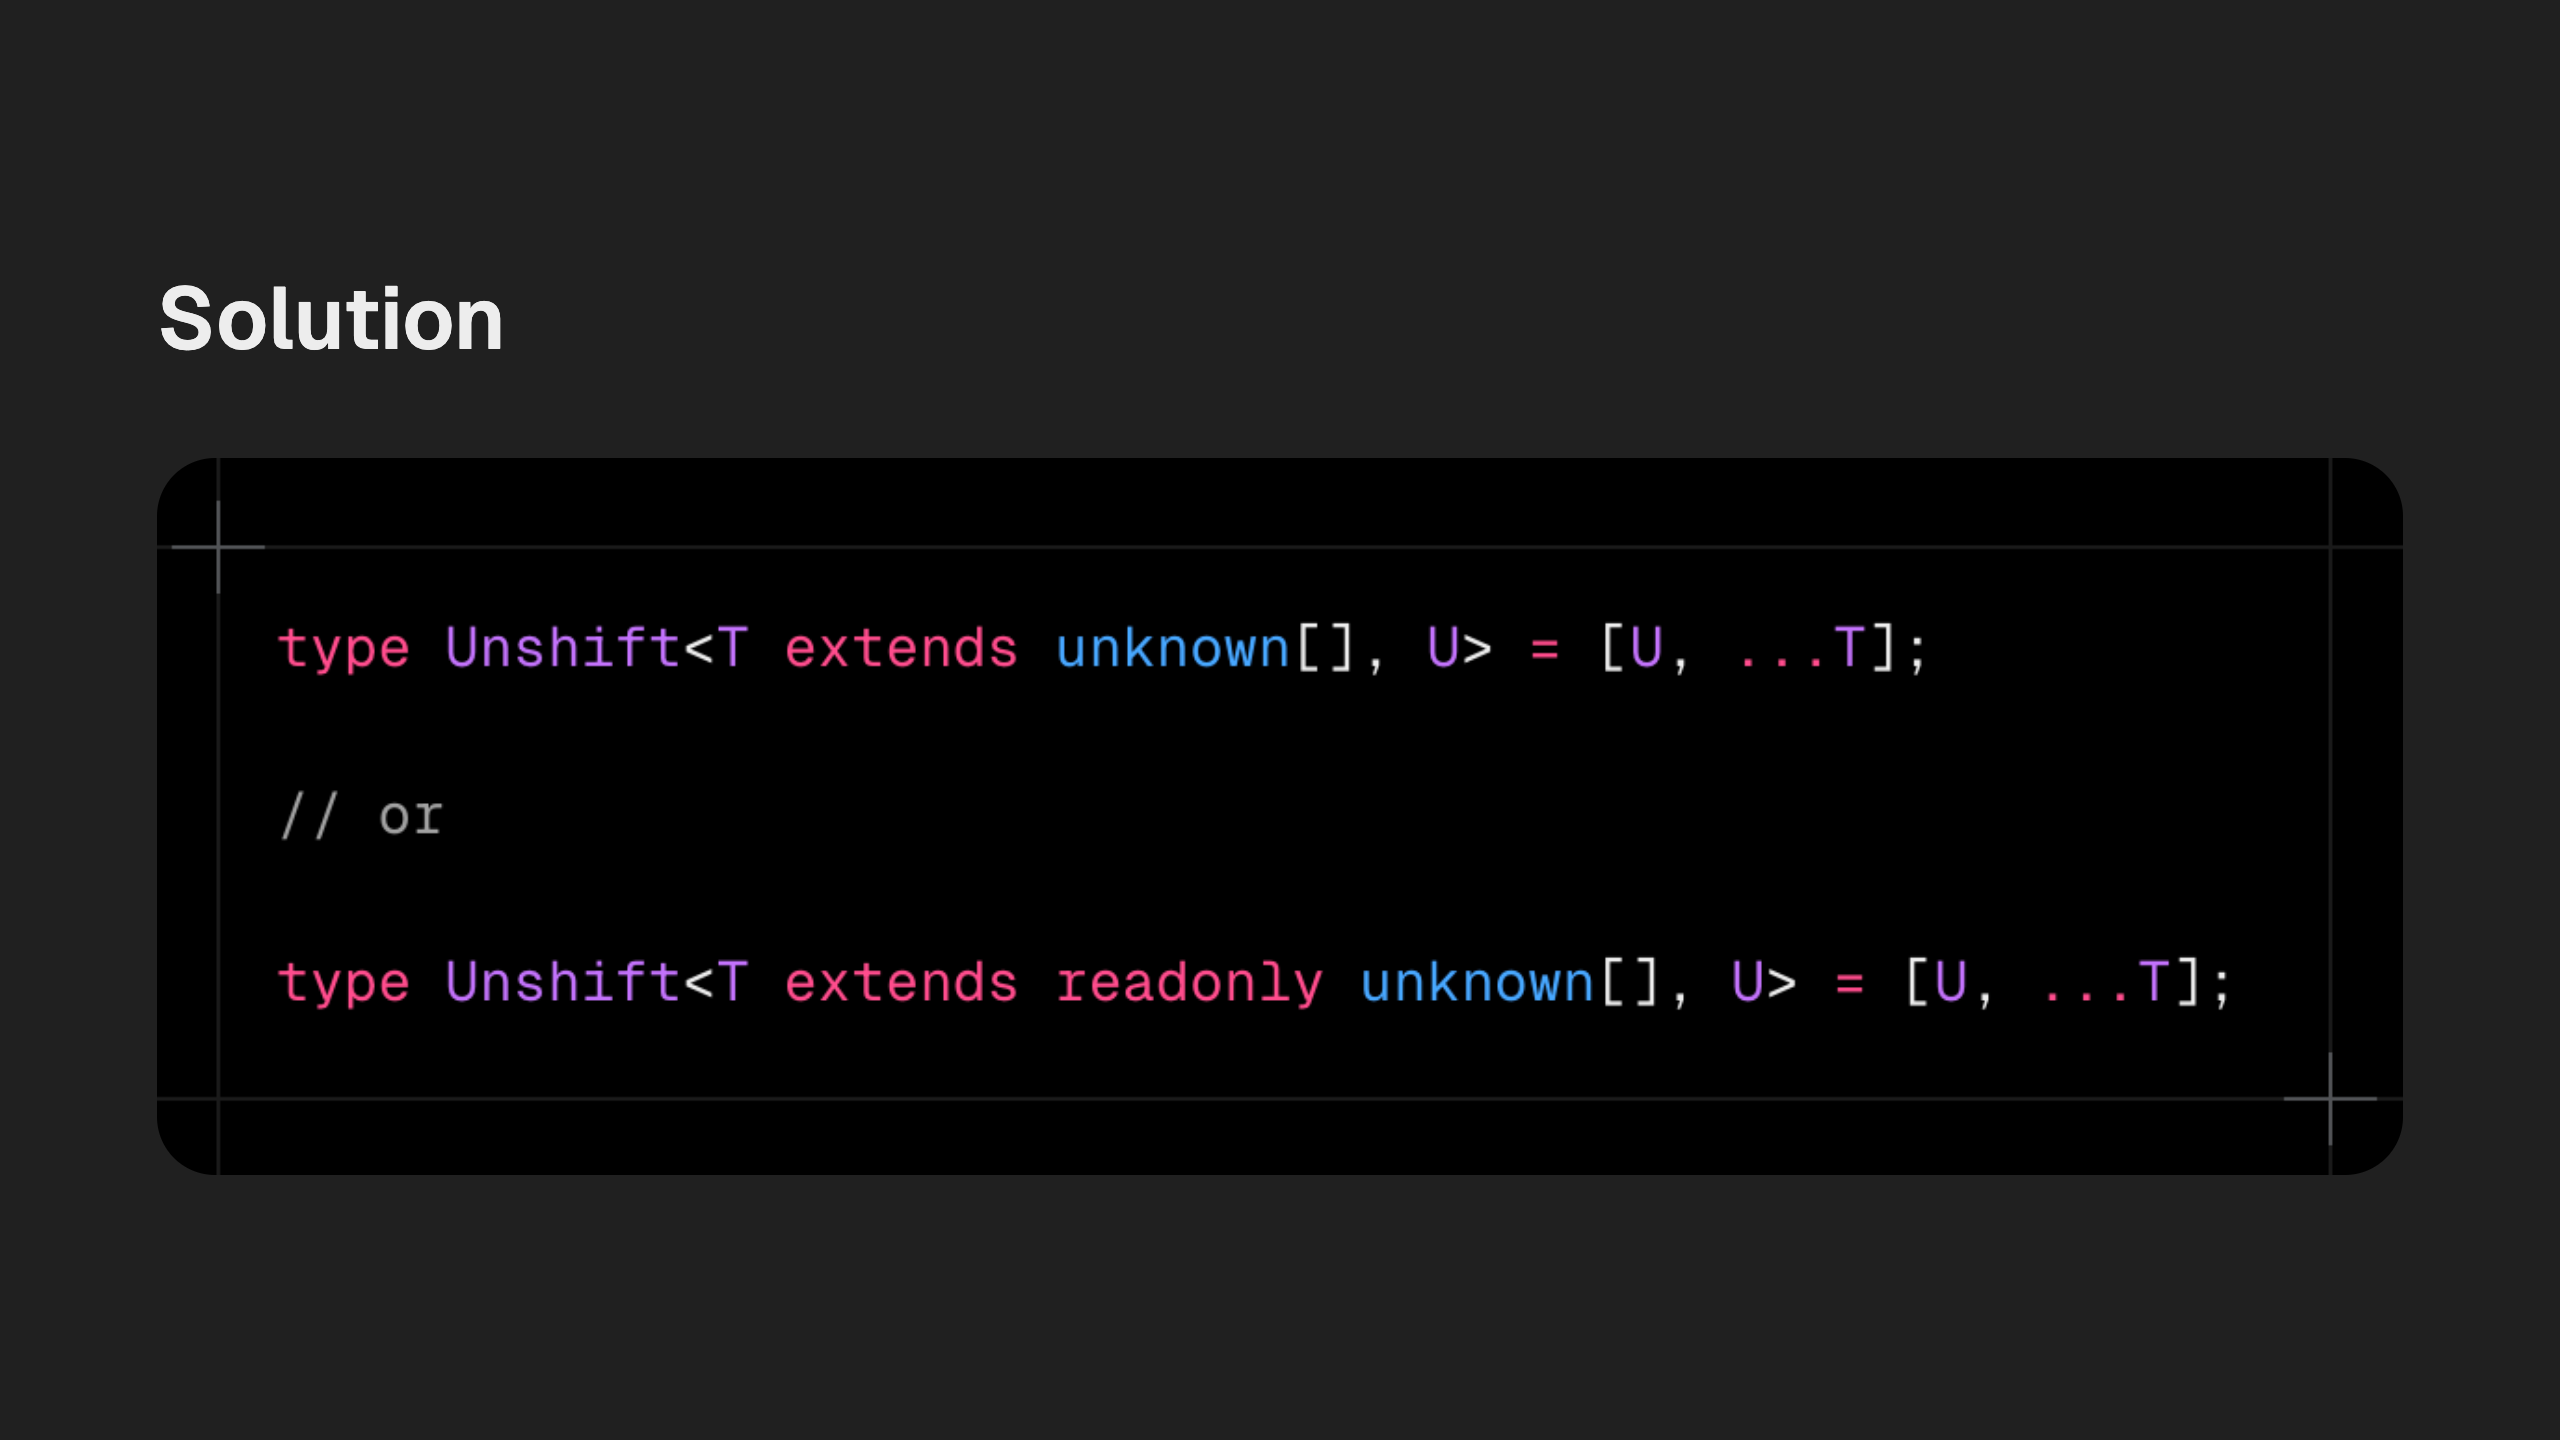 Solution
type Unshift<T extends unknown[], U> = [U, ...T];
// or
type Unshift<T extends readonly unknown[], U> = [U, ...T];